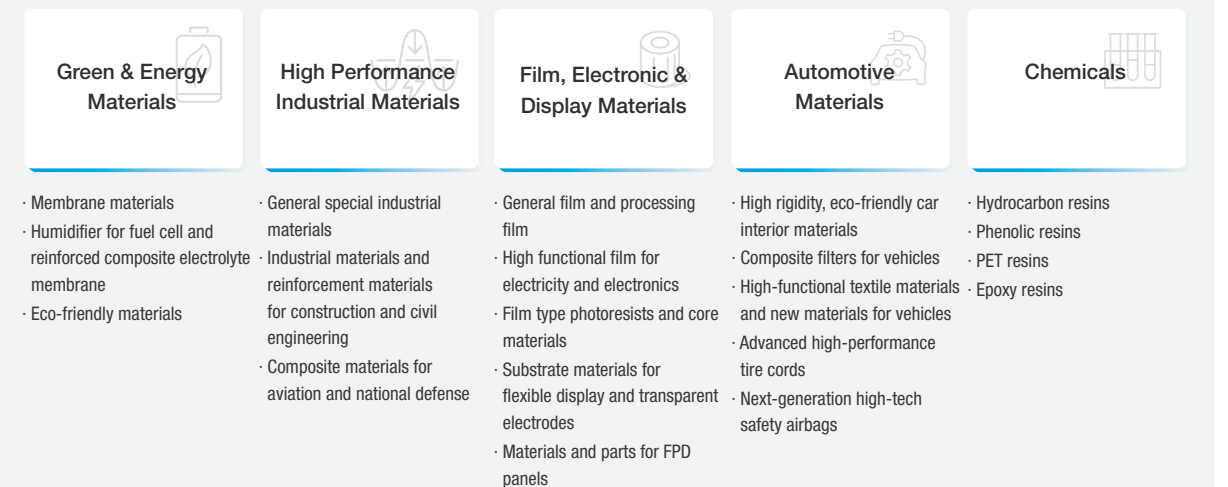 Green & Energy
Materials
· Membrane materials
· Humidifier for fuel cell and
reinforced composite electrolyte
membrane
· Eco-friendly materials
High Performance
Industrial Materials
· General special industrial
materials
· Industrial materials and
reinforcement materials
for construction and civil
engineering
· Composite materials for
aviation and national defense
Film, Electronic &
Display Materials
· General film and processing
film
· High functional film for
electricity and electronics
· Film type photoresists and core
materials
· Substrate materials for
flexible display and transparent
electrodes
· Materials and parts for FPD
panels
Automotive
Materials
· High rigidity, eco-friendly car
interior materials
· Composite filters for vehicles
· High-functional textile materials
and new materials for vehicles
· Advanced high-performance
tire cords
· Next-generation high-tech
safety airbags
Chemicals
· Hydrocarbon resins
· Phenolic resins
· PET resins
· Epoxy resins